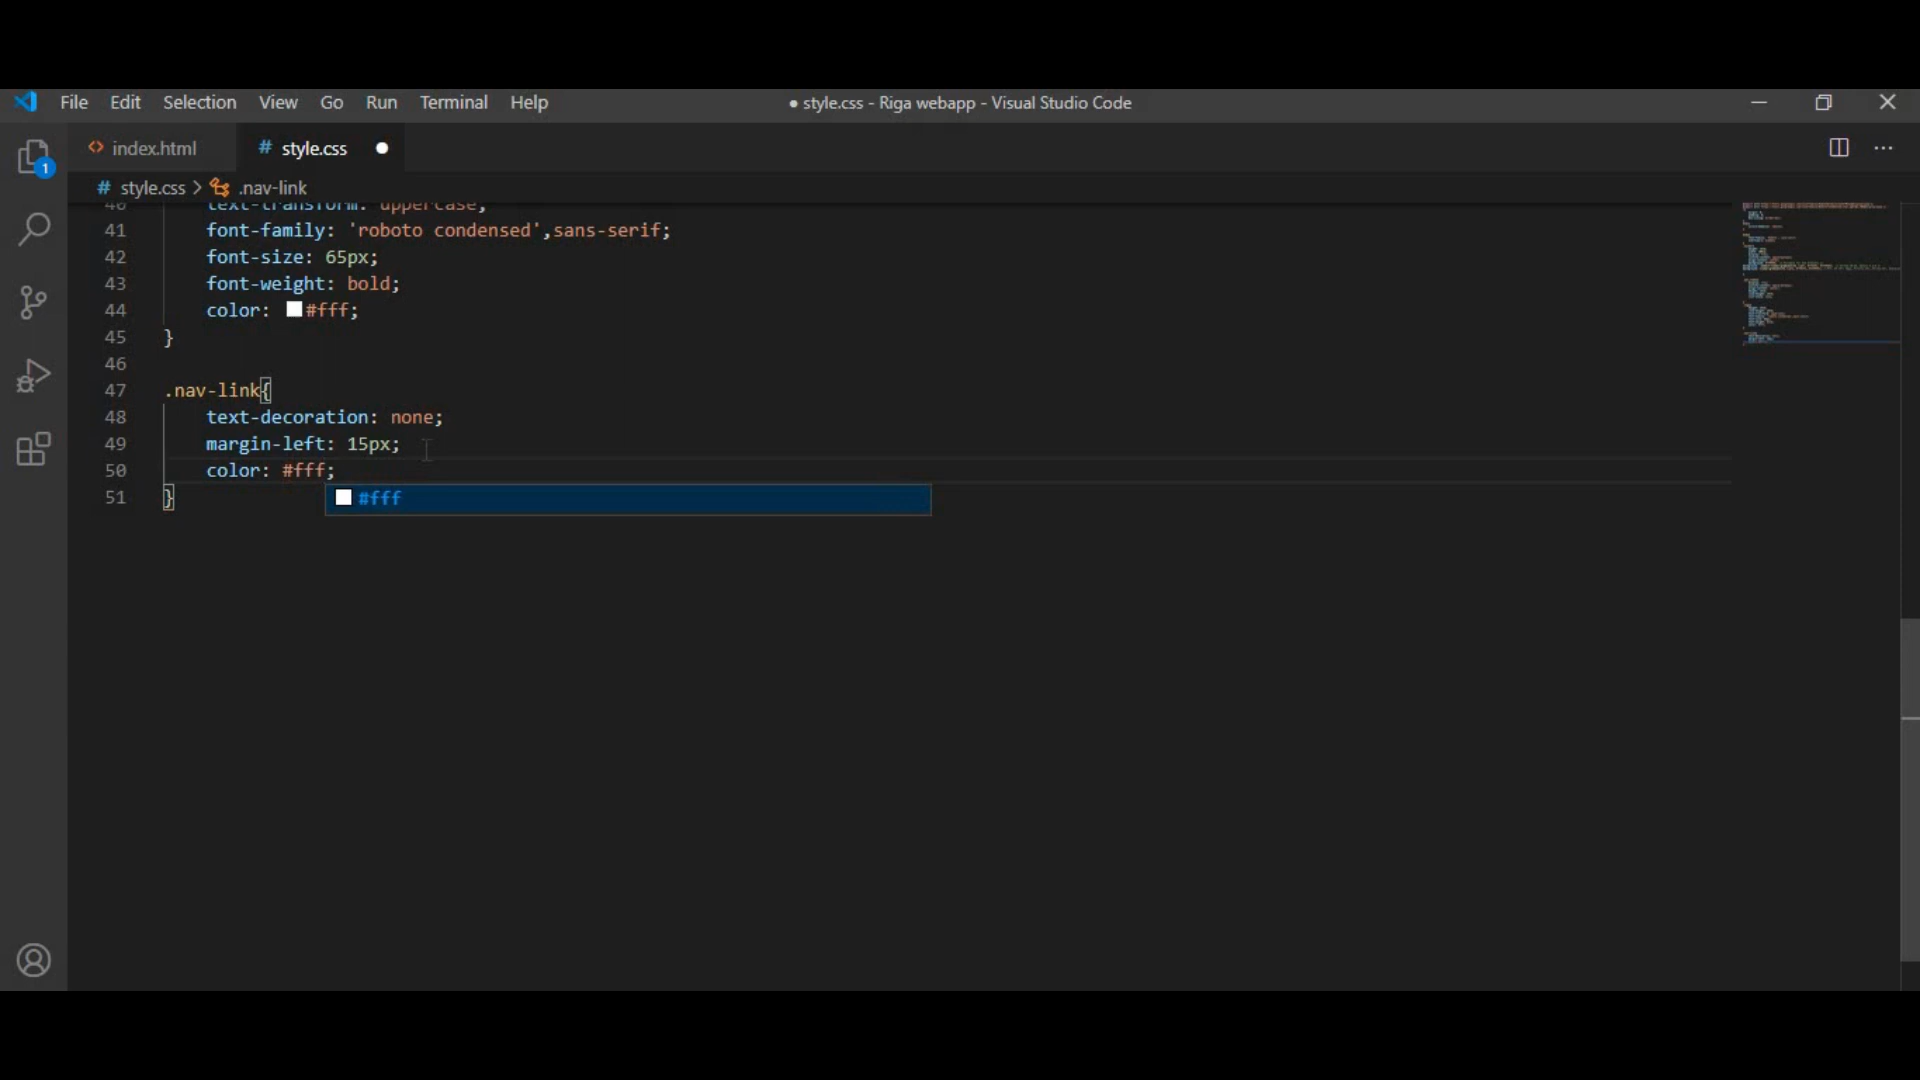 File Edit Selection View Go Run Terminal Help
● style.css - Riga webapp - Visual Studio Code
index.html
# style.css ●
1
# style.css > .nav-link
40 text-transform: uppercase;
41 font-family: 'roboto condensed',sans-serif;
42 font-size: 65px;
43 font-weight: bold;
44 color: #fff;
45 }
46
47 .nav-link{
48 text-decoration: none;
49 margin-left: 15px;
50 color: #fff;
51 }
#fff